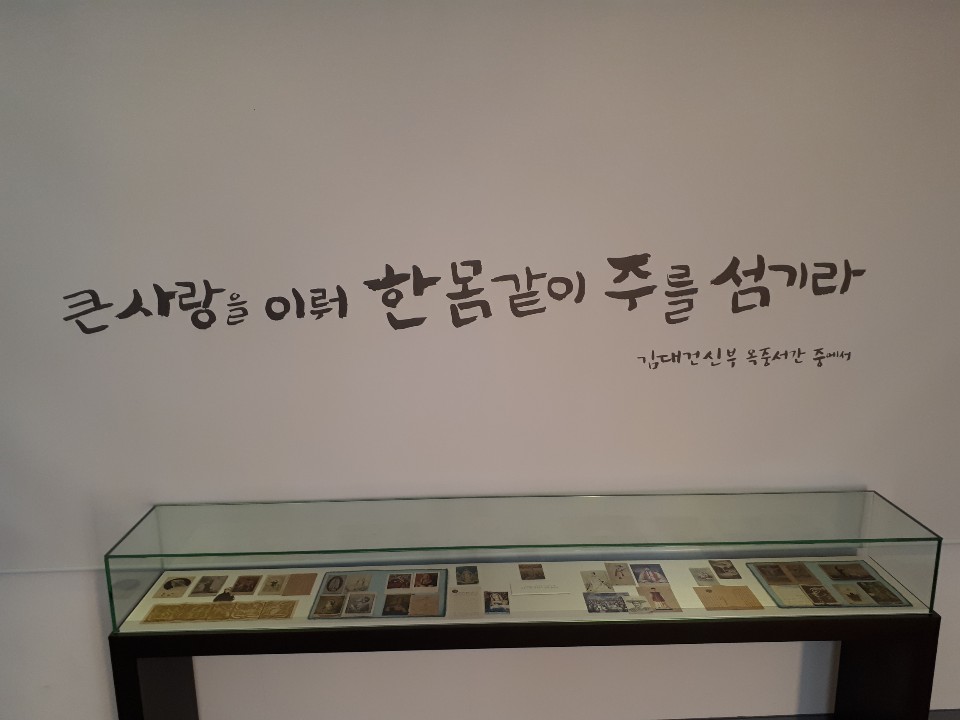 큰 사랑을 이뤄 한몸같이 주를 섬기라
김대건신부 옥중서간 중에서